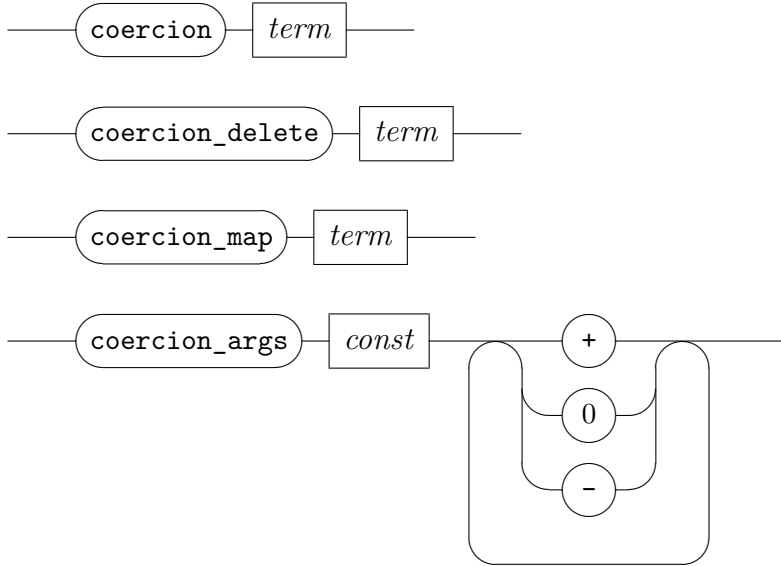 coercion term
coercion_delete term
coercion_map term
coercion_args const +
0
-